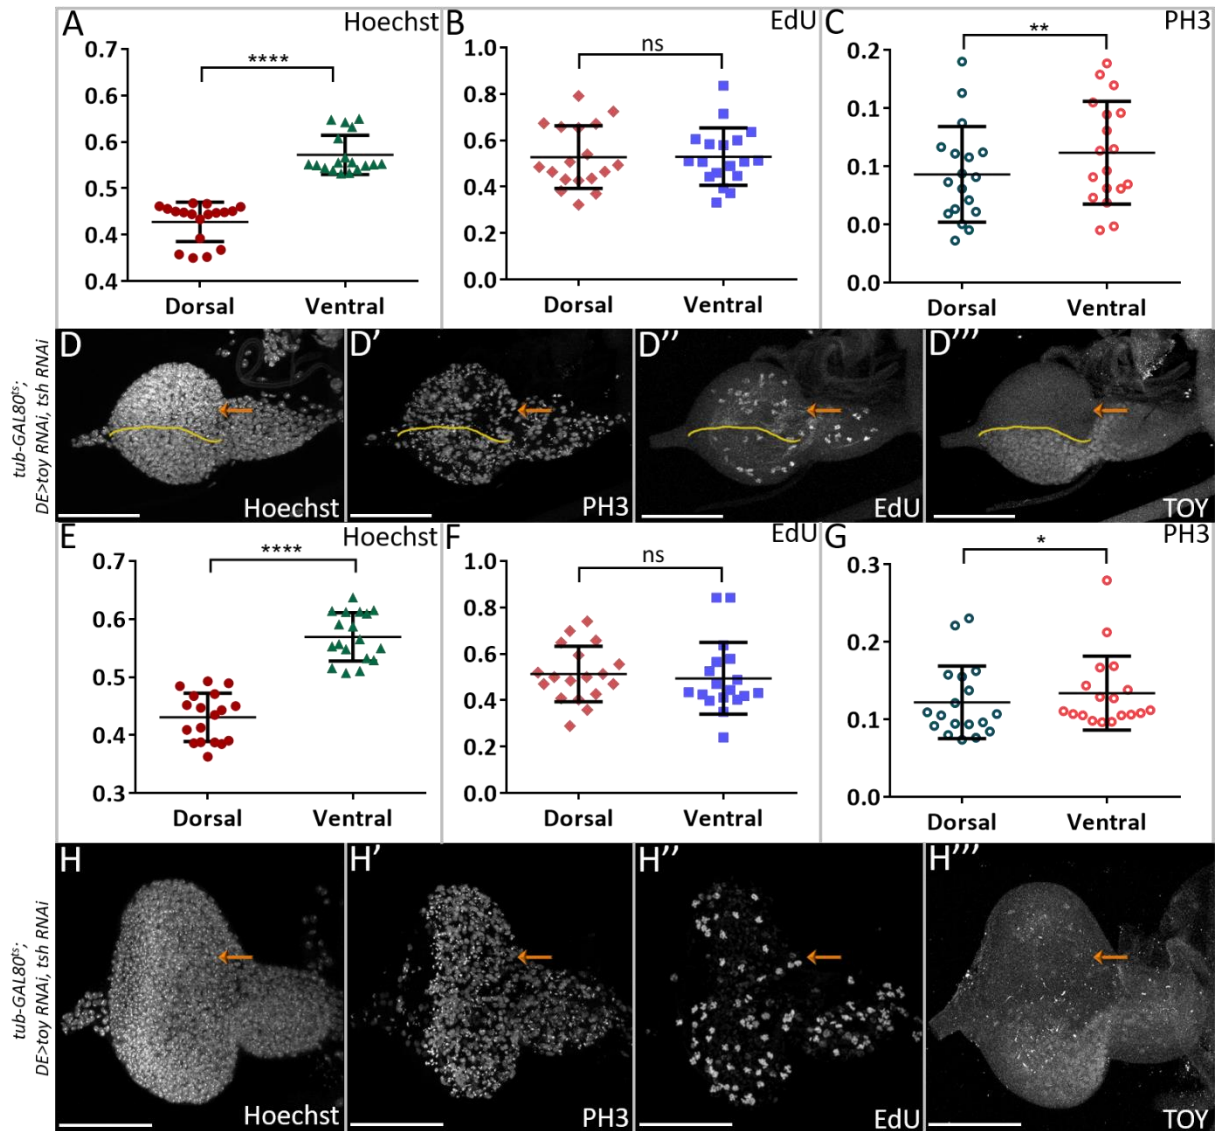 A
Hoechst
0.7
0.6
0.6
0.5
0.4
0.4
****
Dorsal
Ventral
B
EdU
1.0
0.8
0.6
0.4
0.2
0.0
ns
Dorsal
Ventral
C
PH3
0.2
0.1
0.1
0.0
0.0
**
Dorsal
Ventral
tub-GAL80ts;
DE>toy RNAi, tsh RNAi
D
Hoechst
D'
PH3
D''
EdU
D''''
TOY
E
Hoechst
0.7
0.6
0.5
0.4
0.3
****
Dorsal
Ventral
F
EdU
1.0
0.8
0.6
0.4
0.2
0.0
ns
Dorsal
Ventral
G
PH3
0.3
0.2
0.1
0.0
*
Dorsal
Ventral
tub-GAL80ts;
DE>toy RNAi, tsh RNAi
H
Hoechst
H'
PH3
H''
EdU
H''''
TOY